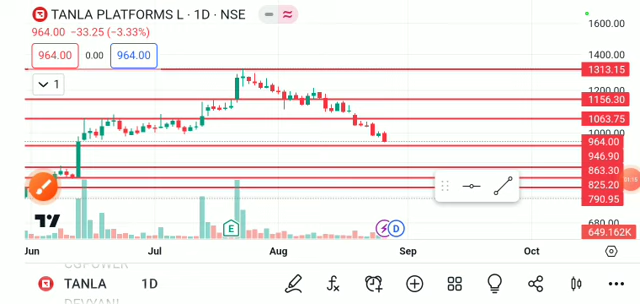 TANLA PLATFORMS L · 1D · NSE
964.00 −33.25 (−3.33%)
964.00 0.00 964.00
1
1600.00
1400.00
1313.15
1200.00
1156.30
1063.75
1000.00
964.00
946.90
863.30
825.20
790.95
680.00
649.162K
E
D
Jun Jul Aug Sep Oct
CGPOWER
TANLA 1D
DEVYANI